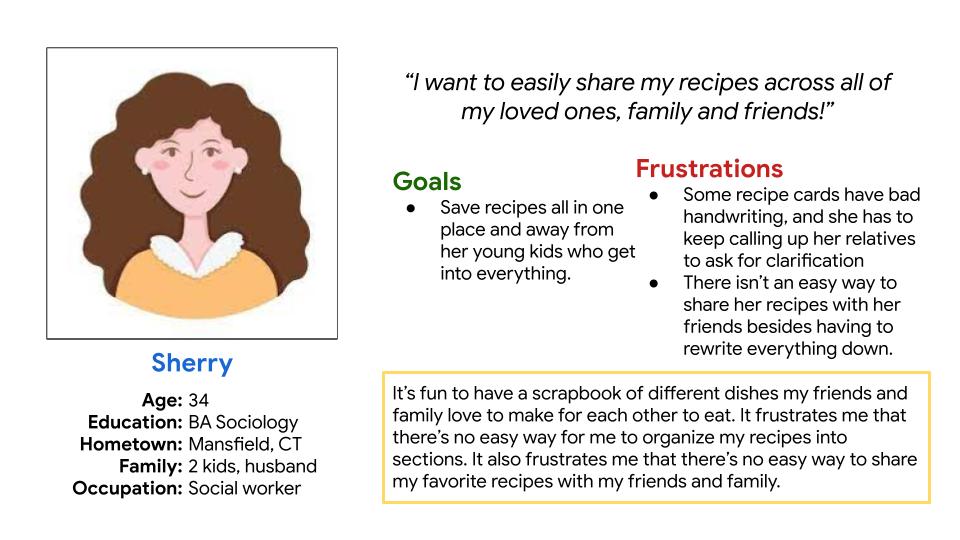 “I want to easily share my recipes across all of
my loved ones, family and friends!”
Sherry
Age: 34
Education: BA Sociology
Hometown: Mansfield, CT
Family: 2 kids, husband
Occupation: Social worker
Goals
● Save recipes all in one
place and away from
her young kids who get
into everything.
Frustrations
● Some recipe cards have bad
handwriting, and she has to
keep calling up her relatives
to ask for clarification
● There isn’t an easy way to
share her recipes with her
friends besides having to
rewrite everything down.
It’s fun to have a scrapbook of different dishes my friends and
family love to make for each other to eat. It frustrates me that
there’s no easy way for me to organize my recipes into
sections. It also frustrates me that there’s no easy way to share
my favorite recipes with my friends and family.